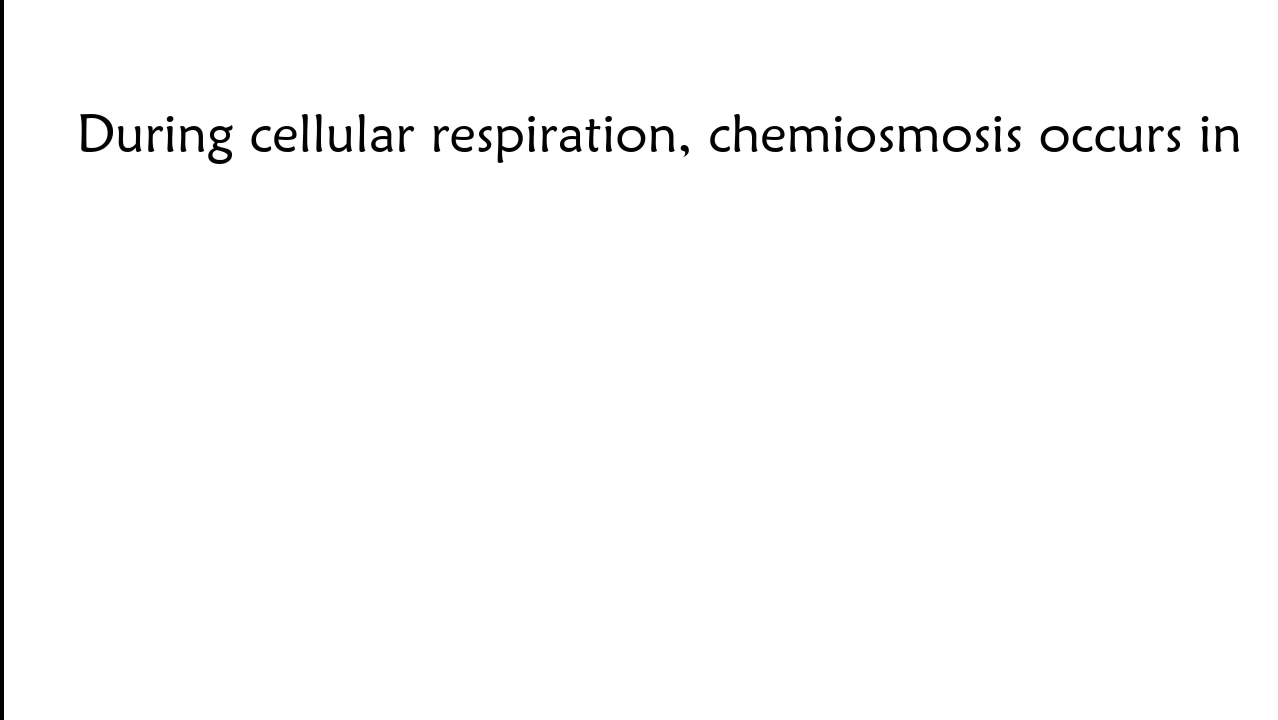 During cellular respiration, chemiosmosis occurs in